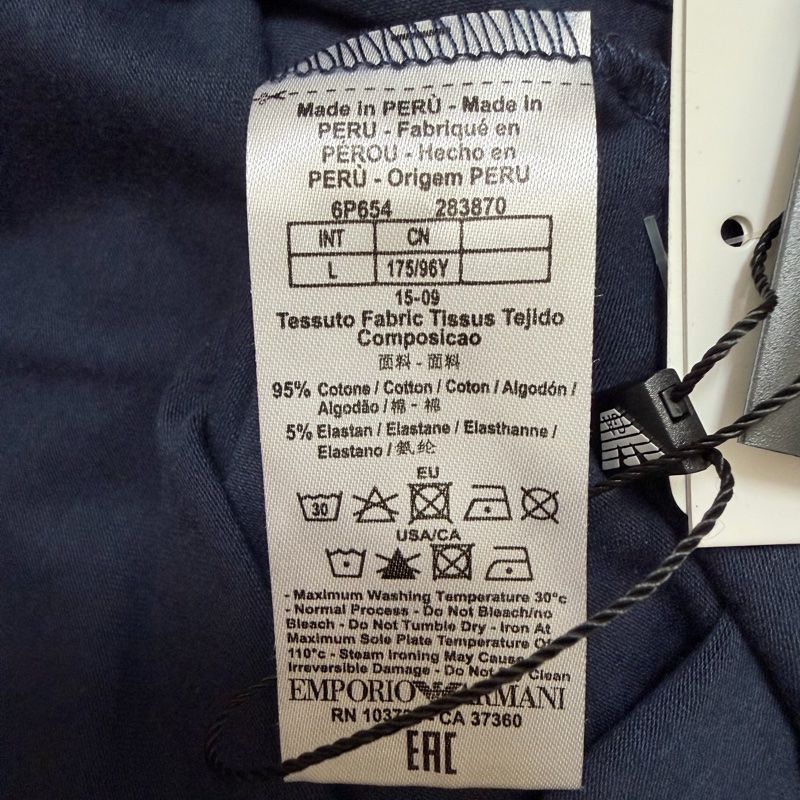 Made in PERÙ - Made in
PERU - Fabriqué en
PÉROU - Hecho en
PERÙ - Origem PERU
6P654 283870
INT CN
L 175/96Y
15-09
Tessuto Fabric Tissus Tejido
Composicao
面料 - 面料
95% Cotone / Cotton / Coton / Algodón /
Algodão / 棉 - 棉
5% Elastan / Elastane / Elasthanne /
Elastano / 氨纶
EU
30
USA/CA
- Maximum Washing Temperature 30°c
- Normal Process - Do Not Bleach/no
Bleach - Do Not Tumble Dry - Iron At
Maximum Sole Plate Temperature Of
110°c - Steam Ironing May Cause
Irreversible Damage - Do Not Clean
EMPORIO ARMANI
RN - CA 37360
EAC